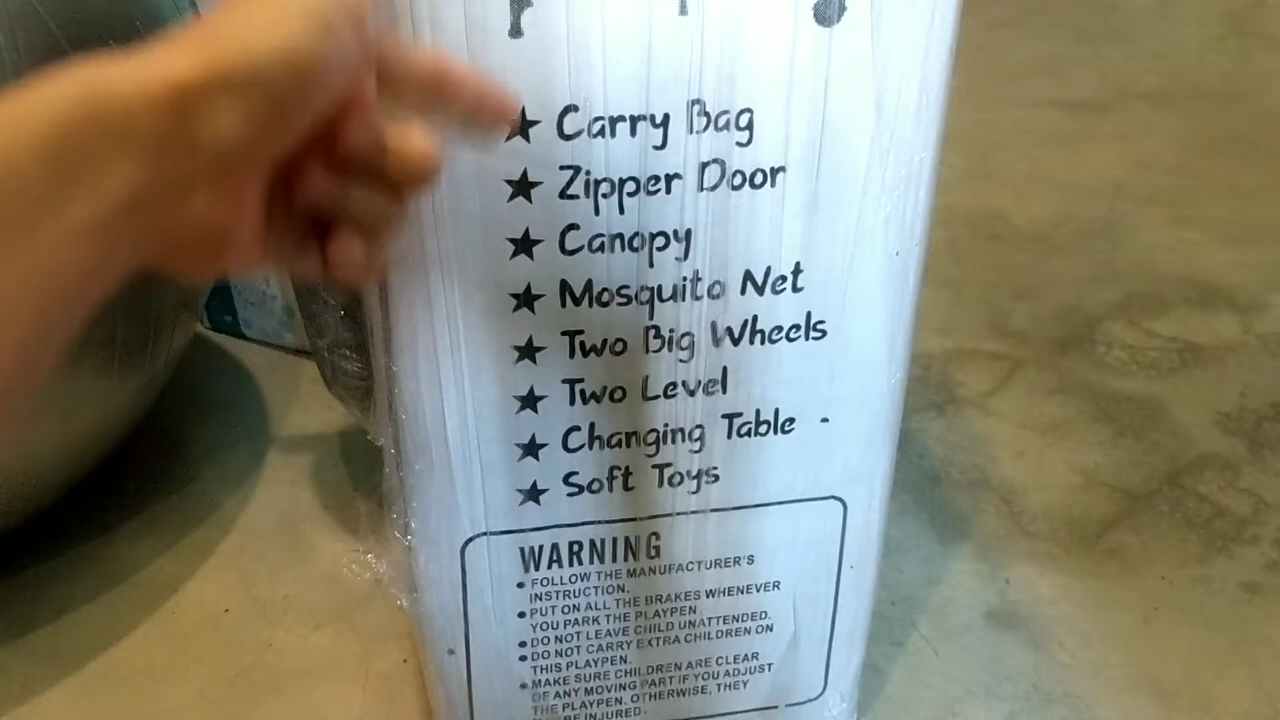 ★ Carry Bag
★ Zipper Door
★ Canopy
★ Mosquito Net
★ Two Big Wheels
★ Two Level
★ Changing Table -
★ Soft Toys
WARNING
• FOLLOW THE MANUFACTURER'S
INSTRUCTION.
• PUT ON ALL THE BRAKES WHENEVER
YOU PARK THE PLAYPEN.
• DO NOT LEAVE CHILD UNATTENDED.
• DO NOT CARRY EXTRA CHILDREN ON
THIS PLAYPEN.
• MAKE SURE CHILDREN ARE CLEAR
OF ANY MOVING PART IF YOU ADJUST
THE PLAYPEN. OTHERWISE, THEY
BE INJURED.